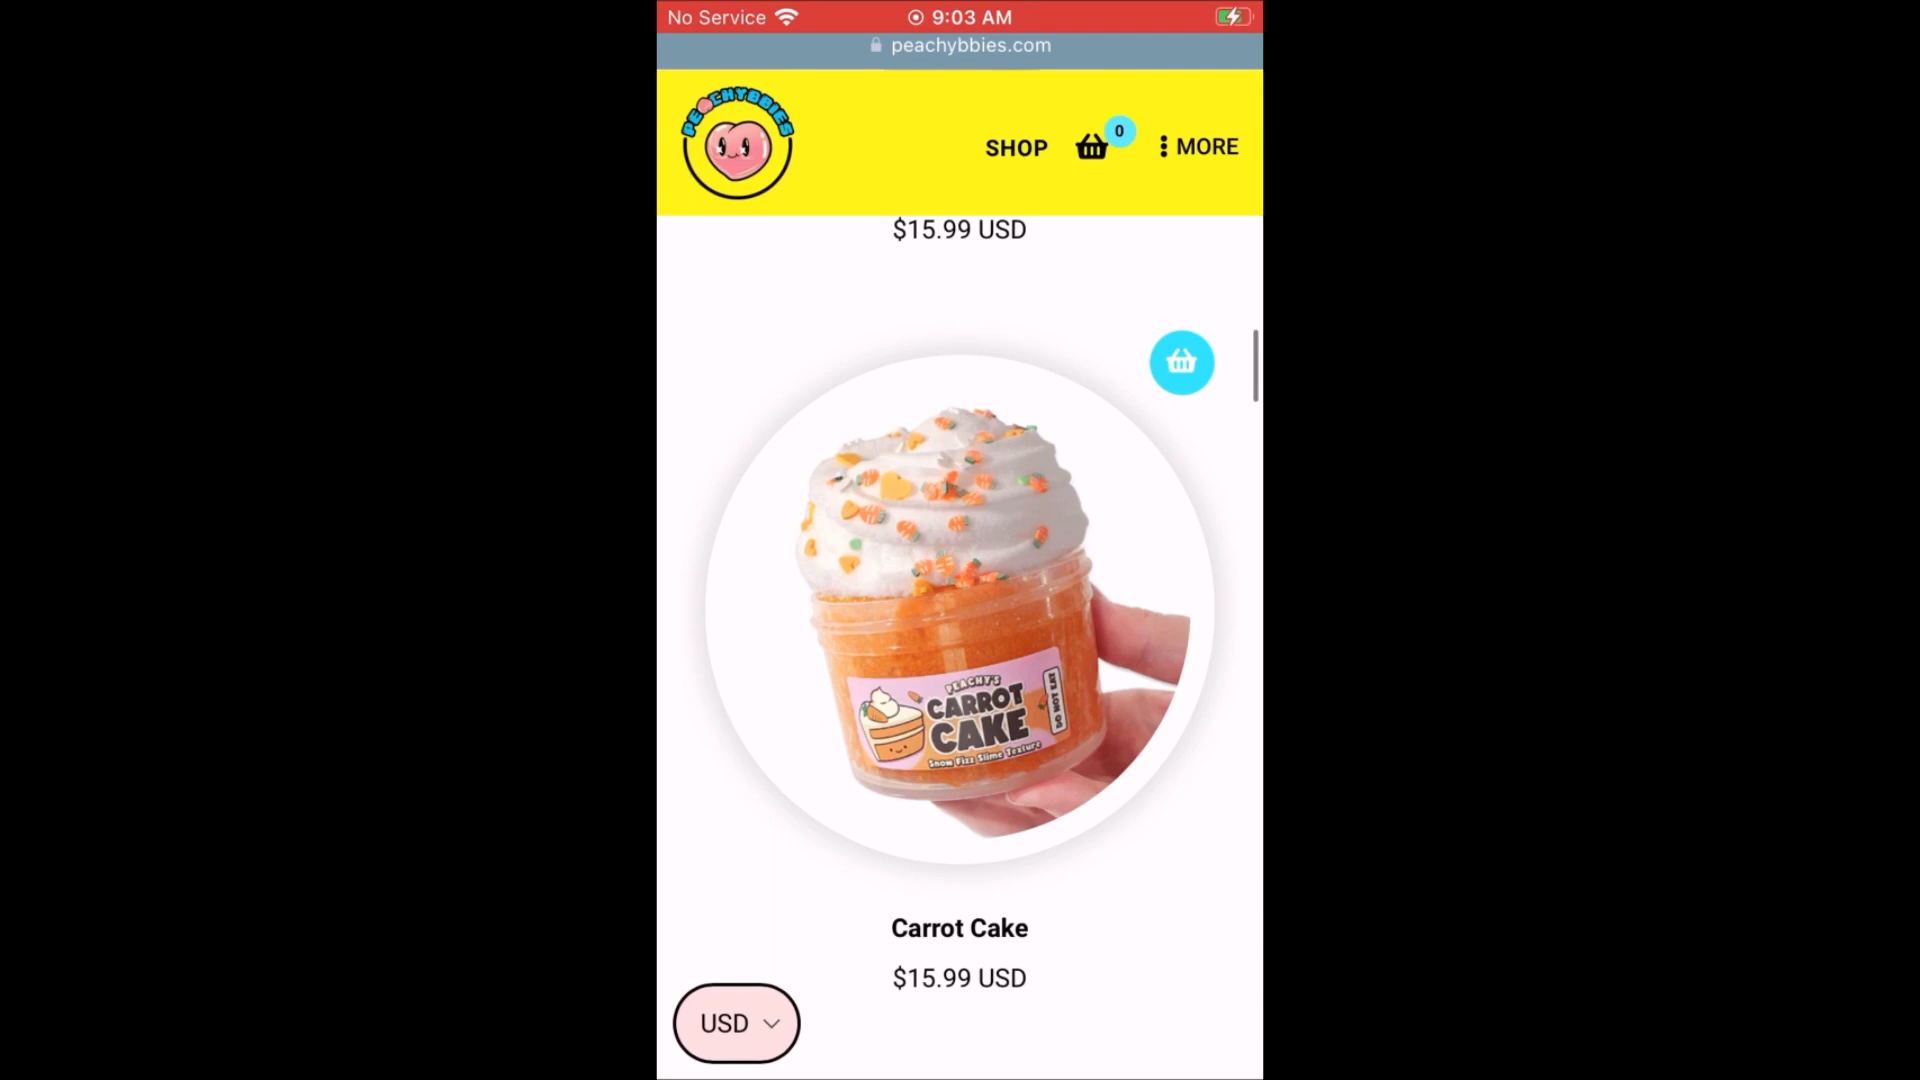 No Service 9:03 AM
peachybbies.com
PEACHYBBIES
SHOP 0 MORE
$15.99 USD
PEACHY'S
CARROT
CAKE
Snow Fizz Slime Texture
DO NOT EAT
Carrot Cake
$15.99 USD
USD